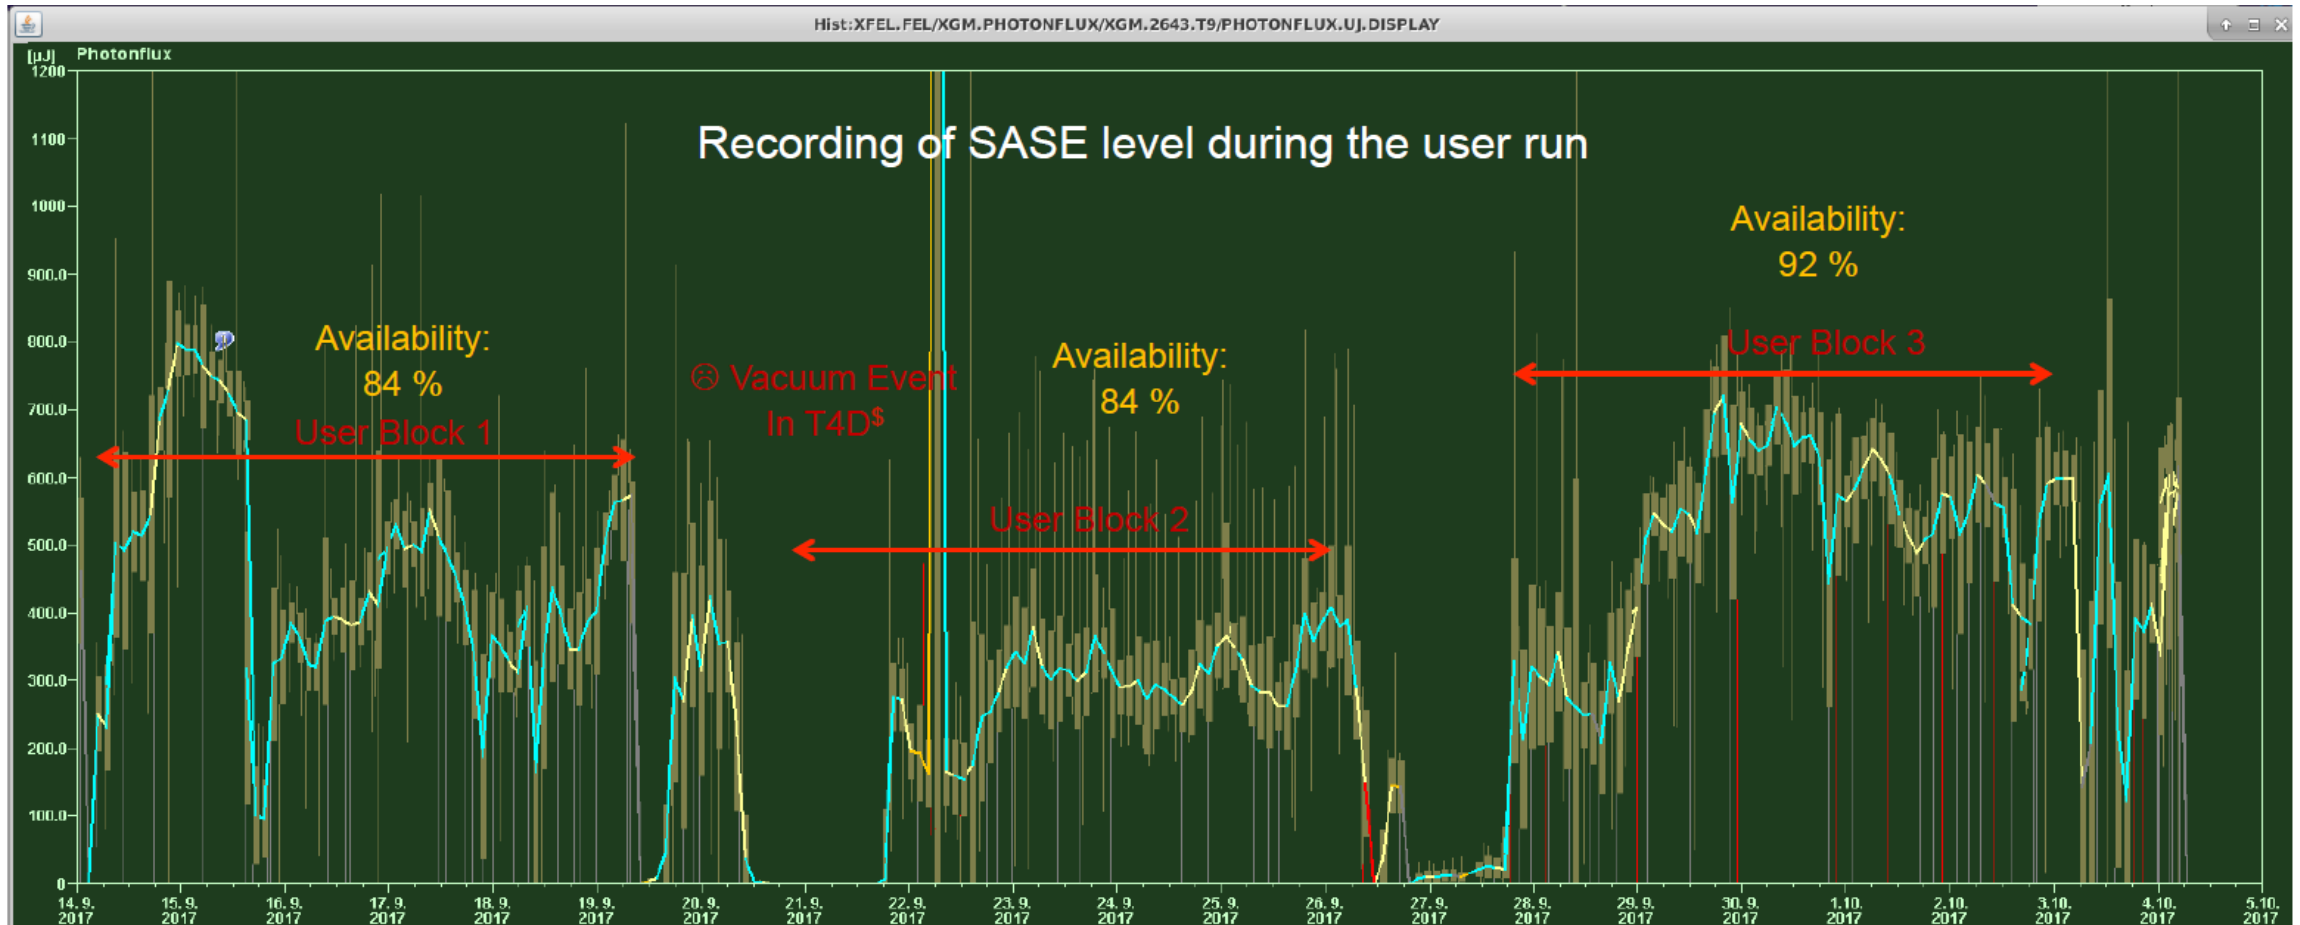 Hist:XFEL.FEL/XGM.PHOTONFLUX/XGM.2643.T9/PHOTONFLUX.UJ.DISPLAY
[µJ] Photonflux
1200
1100
1000
900.0
800.0
700.0
600.0
500.0
400.0
300.0
200.0
100.0
0
Recording of SASE level during the user run
Availability:
84 %
User Block 1
☹ Vacuum Event
In T4D$
Availability:
84 %
User Block 2
Availability:
92 %
User Block 3
14. 9. 15. 9. 16. 9. 17. 9. 18. 9. 19. 9. 20. 9. 21. 9. 22. 9. 23. 9. 24. 9. 25. 9. 26. 9. 27. 9. 28. 9. 29. 9. 30. 9. 1.10. 2.10. 3.10. 4.10. 5.10.
2017 2017 2017 2017 2017 2017 2017 2017 2017 2017 2017 2017 2017 2017 2017 2017 2017 2017 2017 2017 2017 2017